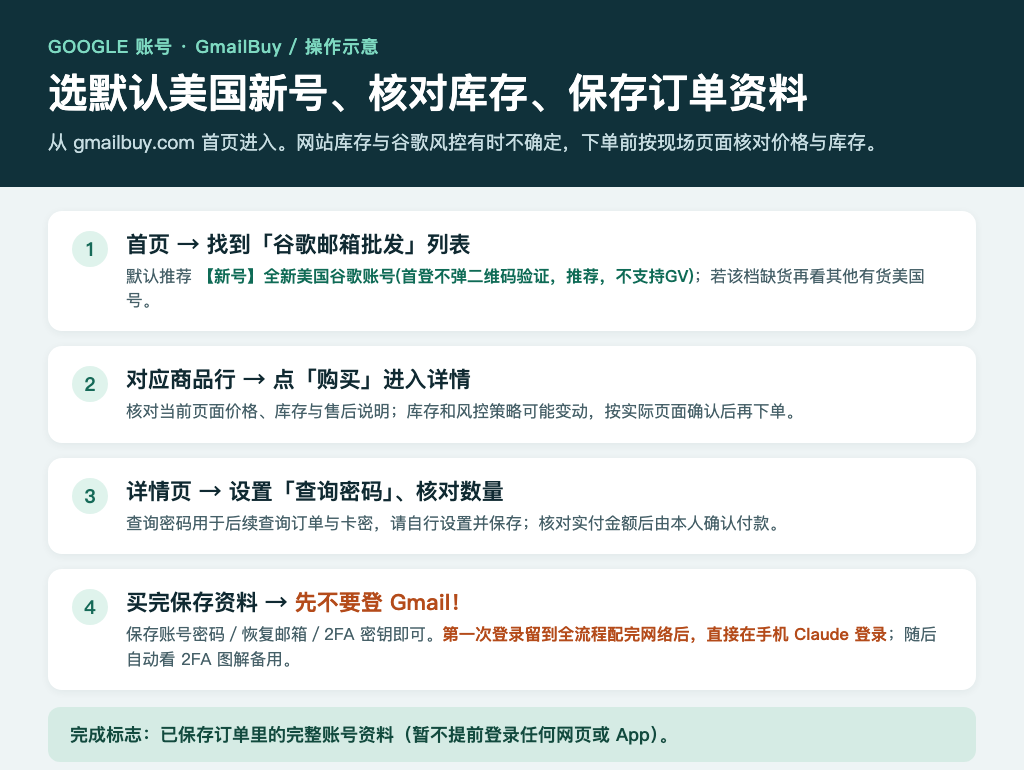 GOOGLE 账号 · GmailBuy / 操作示意
选默认美国新号、核对库存、保存订单资料
从 gmailbuy.com 首页进入。网站库存与谷歌风控有时不确定，下单前按现场页面核对价格与库存。
1
首页 → 找到「谷歌邮箱批发」列表
默认推荐 【新号】全新美国谷歌账号(首登不弹二维码验证，推荐，不支持GV)；若该档缺货再看其他有货美国
号。
2
对应商品行 → 点「购买」进入详情
核对当前页面价格、库存与售后说明；库存和风控策略可能变动，按实际页面确认后再下单。
3
详情页 → 设置「查询密码」、核对数量
查询密码用于后续查询订单与卡密，请自行设置并保存；核对实付金额后由本人确认付款。
4
买完保存资料 → 先不要登 Gmail！
保存账号密码 / 恢复邮箱 / 2FA 密钥即可。第一次登录留到全流程配完网络后，直接在手机 Claude 登录；随后
自动看 2FA 图解备用。
完成标志：已保存订单里的完整账号资料（暂不提前登录任何网页或 App）。